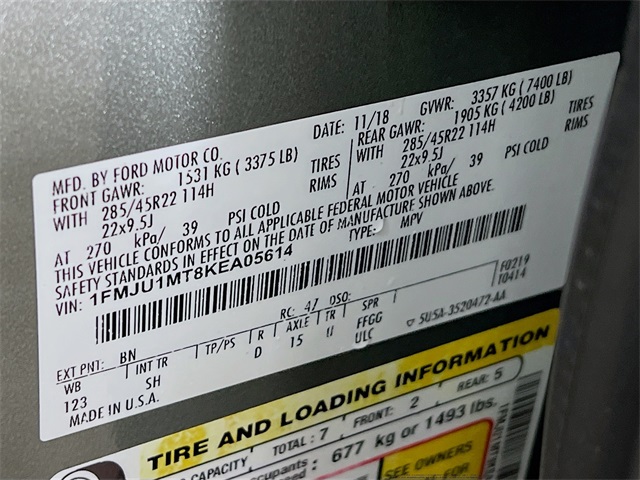 MFD. BY FORD MOTOR CO.
DATE: 11/18 GVWR: 3357 KG ( 7400 LB)
FRONT GAWR: 1531 KG ( 3375 LB)
REAR GAWR: 1905 KG ( 4200 LB)
WITH 285/45R22 114H TIRES
WITH 285/45R22 114H TIRES
22x9.5J RIMS
22x9.5J RIMS
AT 270 kPa/ 39 PSI COLD
AT 270 kPa/ 39 PSI COLD
THIS VEHICLE CONFORMS TO ALL APPLICABLE FEDERAL MOTOR VEHICLE
SAFETY STANDARDS IN EFFECT ON THE DATE OF MANUFACTURE SHOWN ABOVE.
VIN: 1FMJU1MT8KEA05614 TYPE: MPV
F0219
T0414
RC: 47 DSO:
EXT PNT: BN
WB INT TR TP/PS R AXLE TR SPR
123 SH D 15 FFGG
ULC 5U5A-3520472-AA
MADE IN U.S.A.
TIRE AND LOADING INFORMATION
CAPACITY TOTAL: 7 FRONT: 2 REAR: 5
: 677 kg or 1493 lbs.
SEE OWNERS
FOR